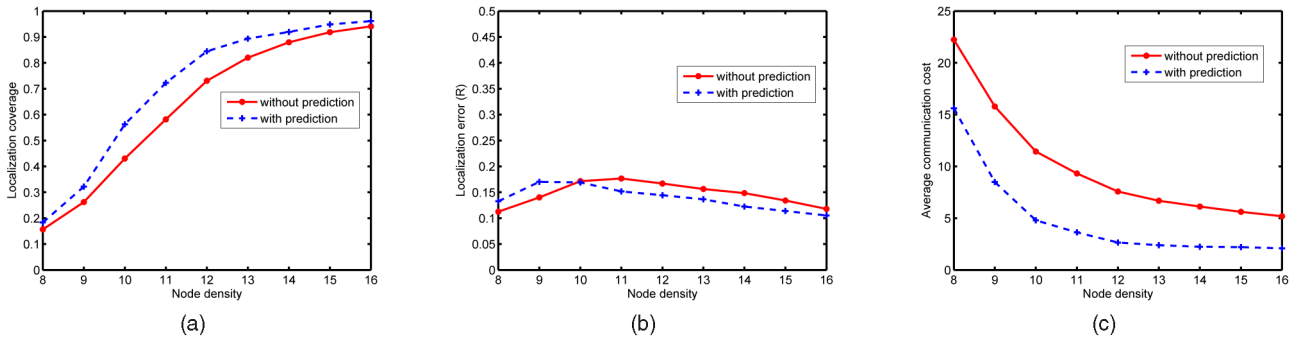 1
0.9
0.8
0.7
0.6
0.5
0.4
0.3
0.2
0.1
0
Localization coverage
without prediction
with prediction
8 9 10 11 12 13 14 15 16
Node density
(a)
0.5
0.45
0.4
0.35
0.3
0.25
0.2
0.15
0.1
0.05
0
Localization error (R)
without prediction
with prediction
8 9 10 11 12 13 14 15 16
Node density
(b)
25
20
15
10
5
0
Average communication cost
without prediction
with prediction
8 9 10 11 12 13 14 15 16
Node density
(c)